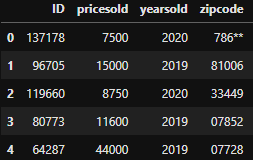 ID pricesold yearsold zipcode
0 137178 7500 2020 786**
1 96705 15000 2019 81006
2 119660 8750 2020 33449
3 80773 11600 2019 07852
4 64287 44000 2019 07728